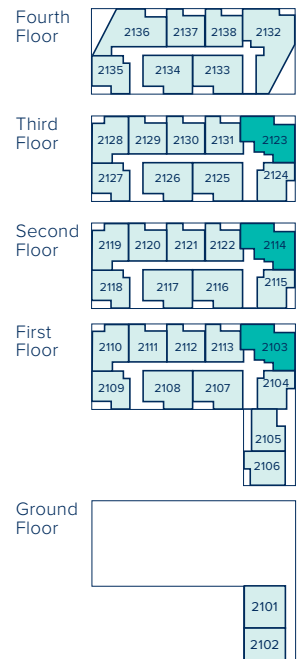 Fourth
Floor
2136 2137 2138 2132
2135 2134 2133
Third
Floor
2128 2129 2130 2131 2123
2127 2126 2125 2124
Second
Floor
2119 2120 2121 2122 2114
2118 2117 2116 2115
First
Floor
2110 2111 2112 2113 2103
2109 2108 2107 2104
2105
2106
Ground
Floor
2101
2102